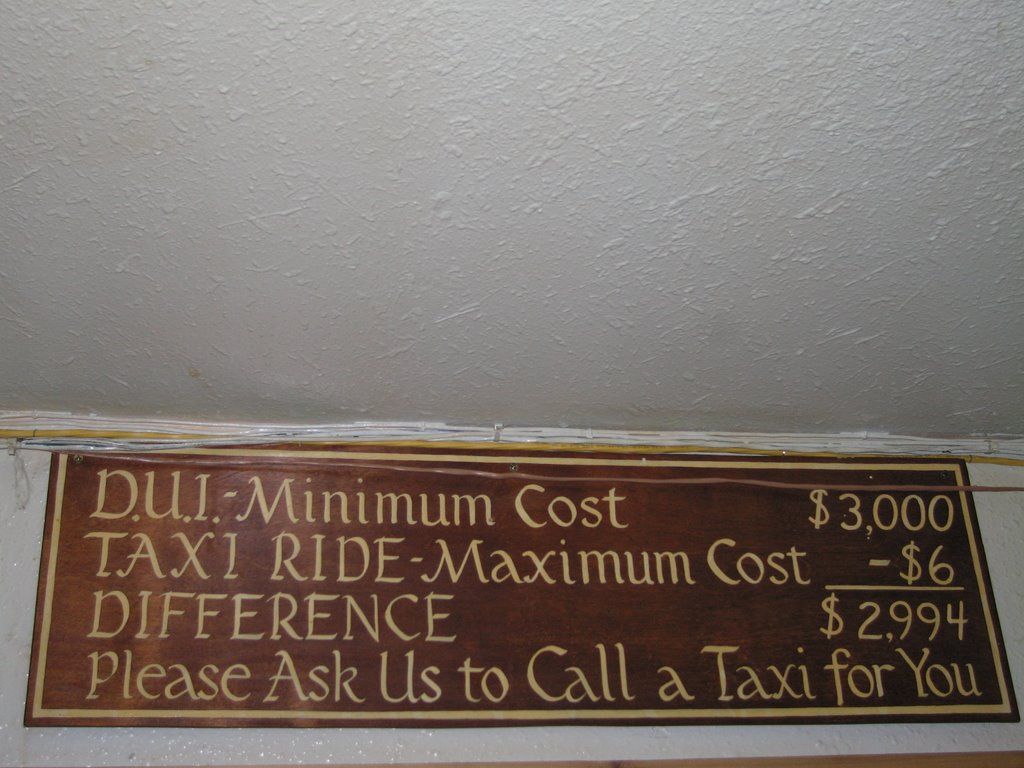 D.U.I.-Minimum Cost $3,000
TAXI RIDE-Maximum Cost -$6
DIFFERENCE $2,994
Please Ask Us to Call a Taxi for You